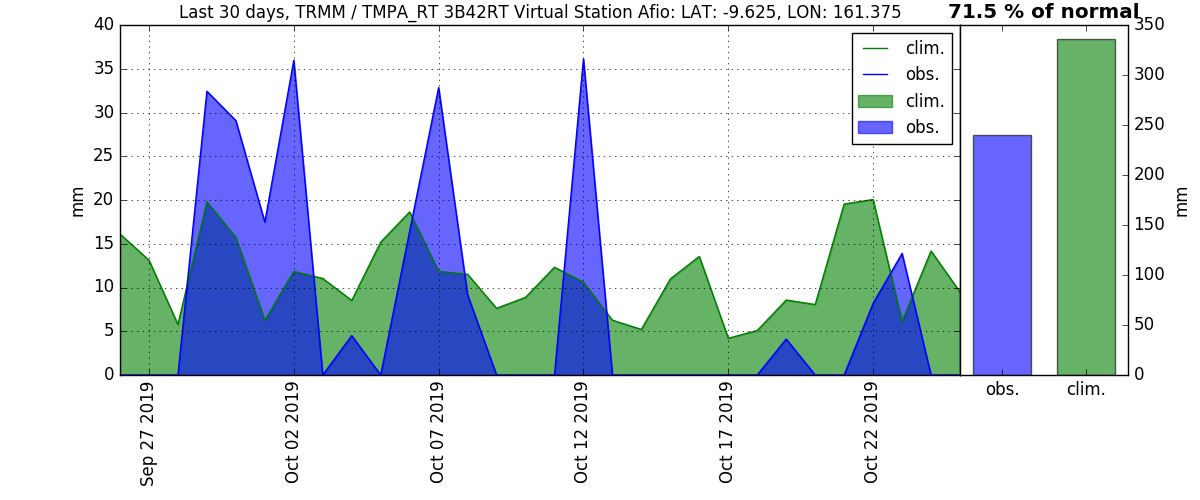 Last 30 days, TRMM / TMPA_RT 3B42RT Virtual Station Afio: LAT: -9.625, LON: 161.375
71.5 % of normal
40
35
30
25
20
15
10
5
0
mm
clim.
obs.
clim.
obs.
350
300
250
200
150
100
50
0
mm
Sep 27 2019
Oct 02 2019
Oct 07 2019
Oct 12 2019
Oct 17 2019
Oct 22 2019
obs.
clim.